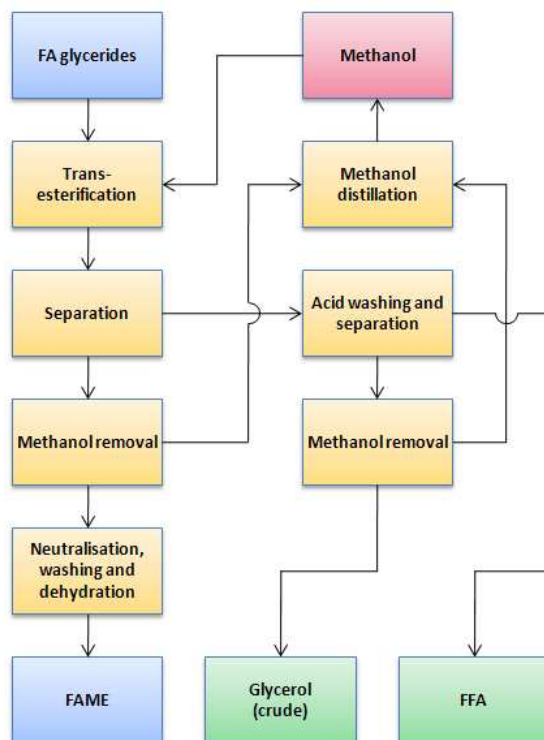 FA glycerides
Methanol
Trans-
esterification
Methanol
distillation
Separation
Acid washing and
separation
Methanol removal
Methanol removal
Neutralisation,
washing and
dehydration
FAME
Glycerol
(crude)
FFA